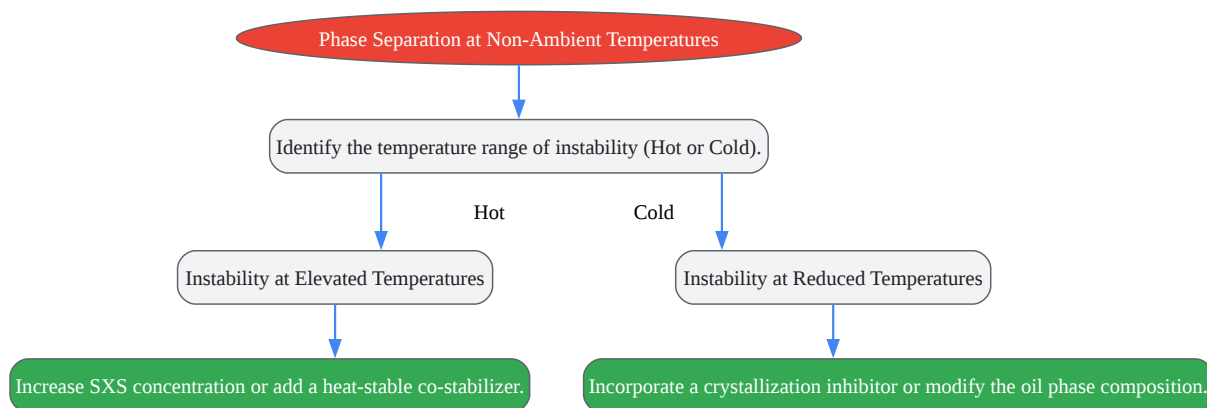 Phase Separation at Non-Ambient Temperatures
Identify the temperature range of instability (Hot or Cold).
Hot
Cold
Instability at Elevated Temperatures
Instability at Reduced Temperatures
Increase SXS concentration or add a heat-stable co-stabilizer.
Incorporate a crystallization inhibitor or modify the oil phase composition.